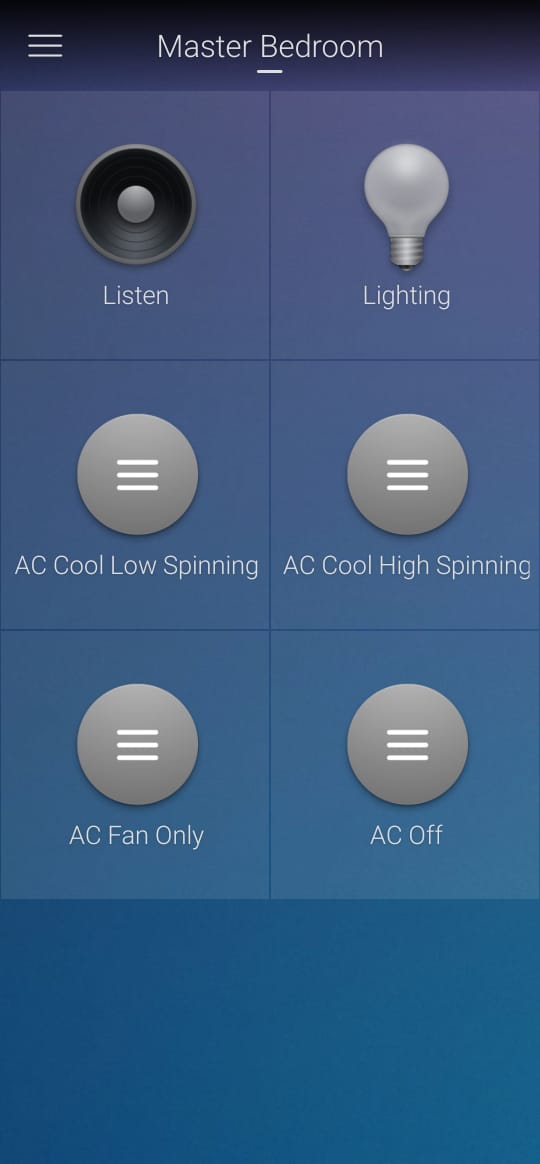 Master Bedroom
Listen
Lighting
AC Cool Low Spinning
AC Cool High Spinning
AC Fan Only
AC Off